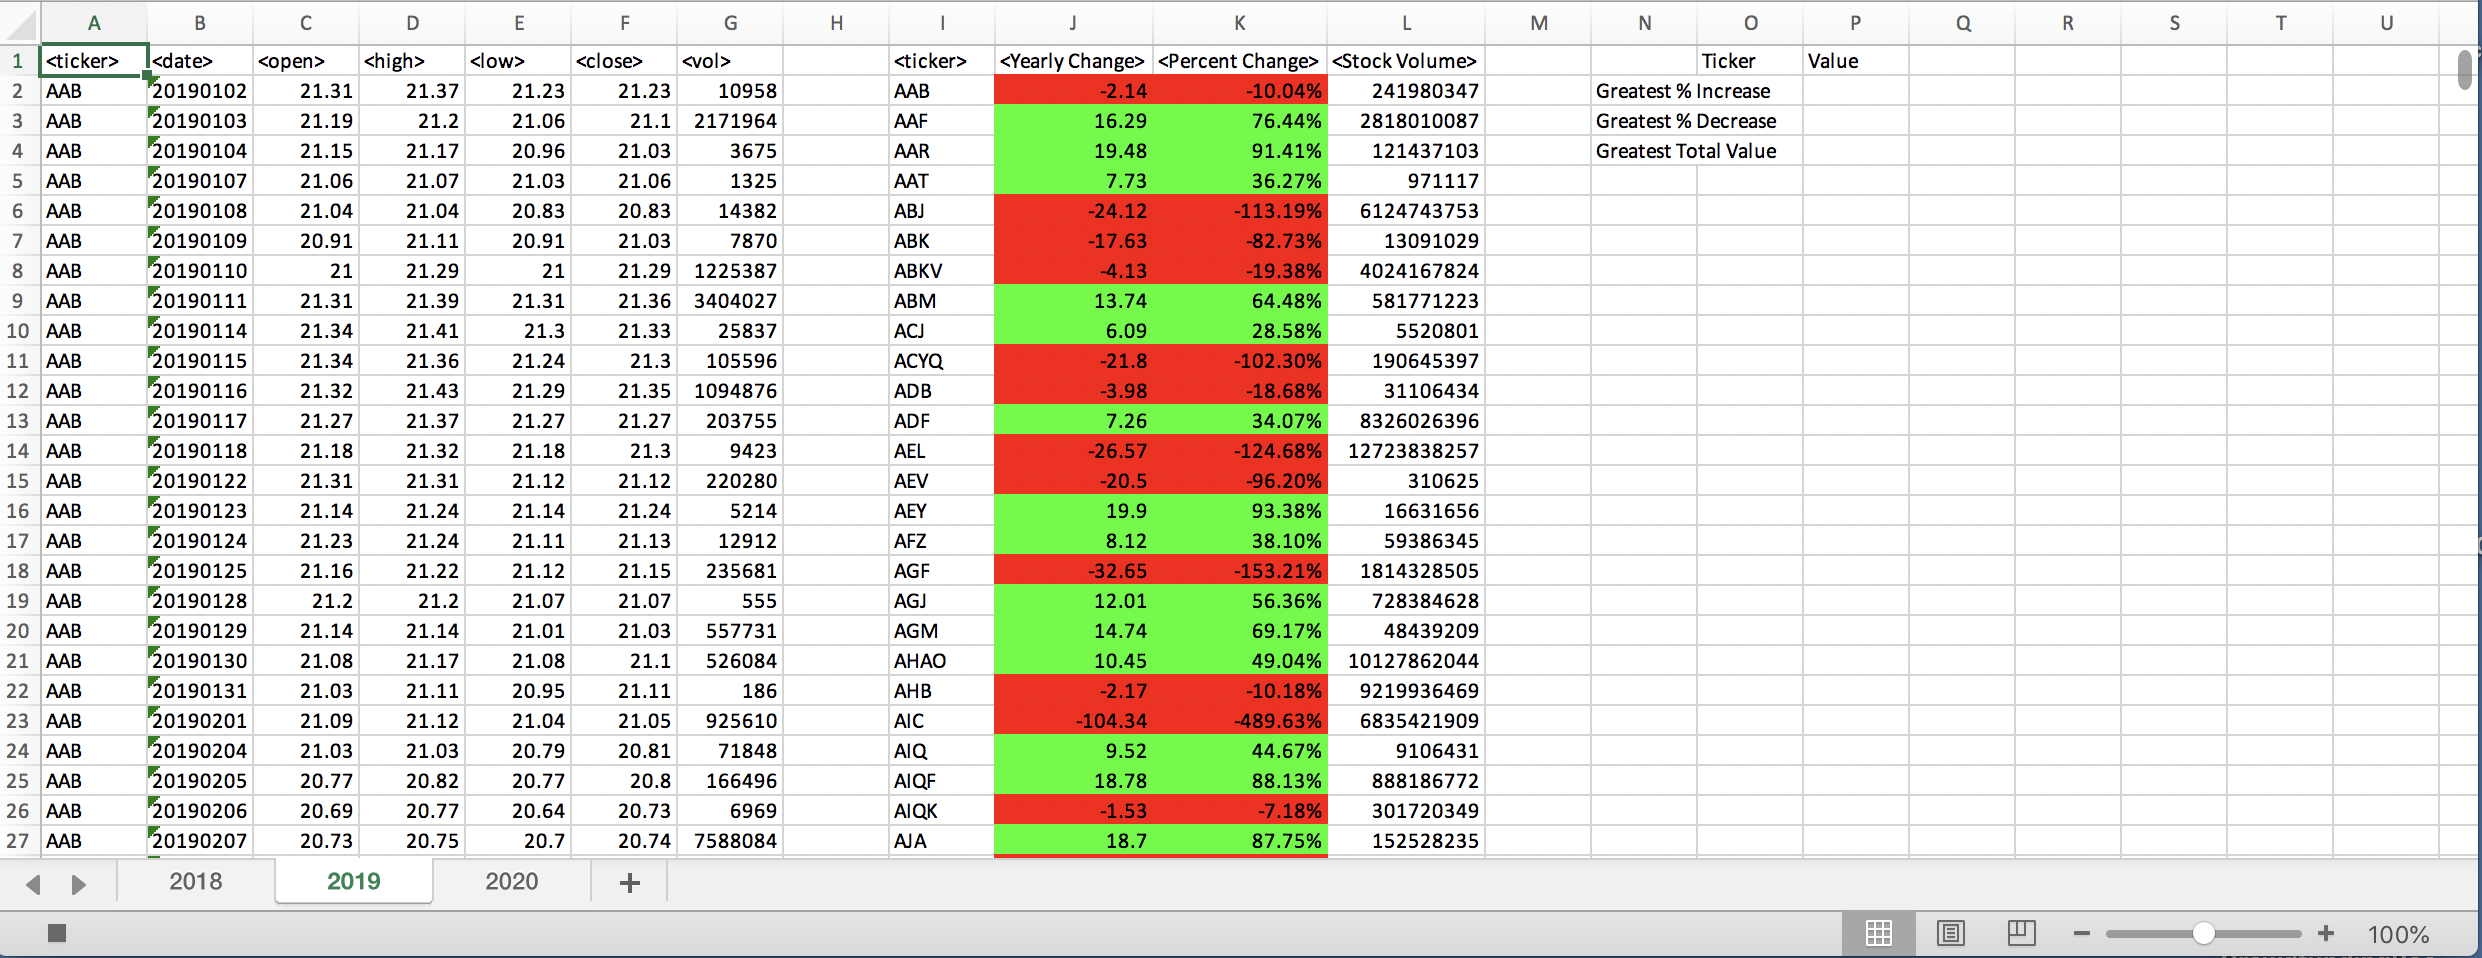 A B C D E F G H I J K L M N O P Q R S T U
1 <ticker> <date> <open> <high> <low> <close> <vol> <ticker> <Yearly Change> <Percent Change> <Stock Volume> Ticker Value
2 AAB 20190102 21.31 21.37 21.23 21.23 10958 AAB -2.14 -10.04% 241980347 Greatest % Increase
3 AAB 20190103 21.19 21.2 21.06 21.1 2171964 AAF 16.29 76.44% 2818010087 Greatest % Decrease
4 AAB 20190104 21.15 21.17 20.96 21.03 3675 AAR 19.48 91.41% 121437103 Greatest Total Value
5 AAB 20190107 21.06 21.07 21.03 21.06 1325 AAT 7.73 36.27% 971117
6 AAB 20190108 21.04 21.04 20.83 20.83 14382 ABJ -24.12 -113.19% 6124743753
7 AAB 20190109 20.91 21.11 20.91 21.03 7870 ABK -17.63 -82.73% 13091029
8 AAB 20190110 21 21.29 21 21.29 1225387 ABKV -4.13 -19.38% 4024167824
9 AAB 20190111 21.31 21.39 21.31 21.36 3404027 ABM 13.74 64.48% 581771223
10 AAB 20190114 21.34 21.41 21.3 21.33 25837 ACJ 6.09 28.58% 5520801
11 AAB 20190115 21.34 21.36 21.24 21.3 105596 ACYQ -21.8 -102.30% 190645397
12 AAB 20190116 21.32 21.43 21.29 21.35 1094876 ADB -3.98 -18.68% 31106434
13 AAB 20190117 21.27 21.37 21.27 21.27 203755 ADF 7.26 34.07% 8326026396
14 AAB 20190118 21.18 21.32 21.18 21.3 9423 AEL -26.57 -124.68% 12723838257
15 AAB 20190122 21.31 21.31 21.12 21.12 220280 AEV -20.5 -96.20% 310625
16 AAB 20190123 21.14 21.24 21.14 21.24 5214 AEY 19.9 93.38% 16631656
17 AAB 20190124 21.23 21.24 21.11 21.13 12912 AFZ 8.12 38.10% 59386345
18 AAB 20190125 21.16 21.22 21.12 21.15 235681 AGF -32.65 -153.21% 1814328505
19 AAB 20190128 21.2 21.2 21.07 21.07 555 AGJ 12.01 56.36% 728384628
20 AAB 20190129 21.14 21.14 21.01 21.03 557731 AGM 14.74 69.17% 48439209
21 AAB 20190130 21.08 21.17 21.08 21.1 526084 AHAO 10.45 49.04% 10127862044
22 AAB 20190131 21.03 21.11 20.95 21.11 186 AHB -2.17 -10.18% 9219936469
23 AAB 20190201 21.09 21.12 21.04 21.05 925610 AIC -104.34 -489.63% 6835421909
24 AAB 20190204 21.03 21.03 20.79 20.81 71848 AIQ 9.52 44.67% 9106431
25 AAB 20190205 20.77 20.82 20.77 20.8 166496 AIQF 18.78 88.13% 888186772
26 AAB 20190206 20.69 20.77 20.64 20.73 6969 AIQK -1.53 -7.18% 301720349
27 AAB 20190207 20.73 20.75 20.7 20.74 7588084 AJA 18.7 87.75% 152528235
2018 2019 2020 +
100%